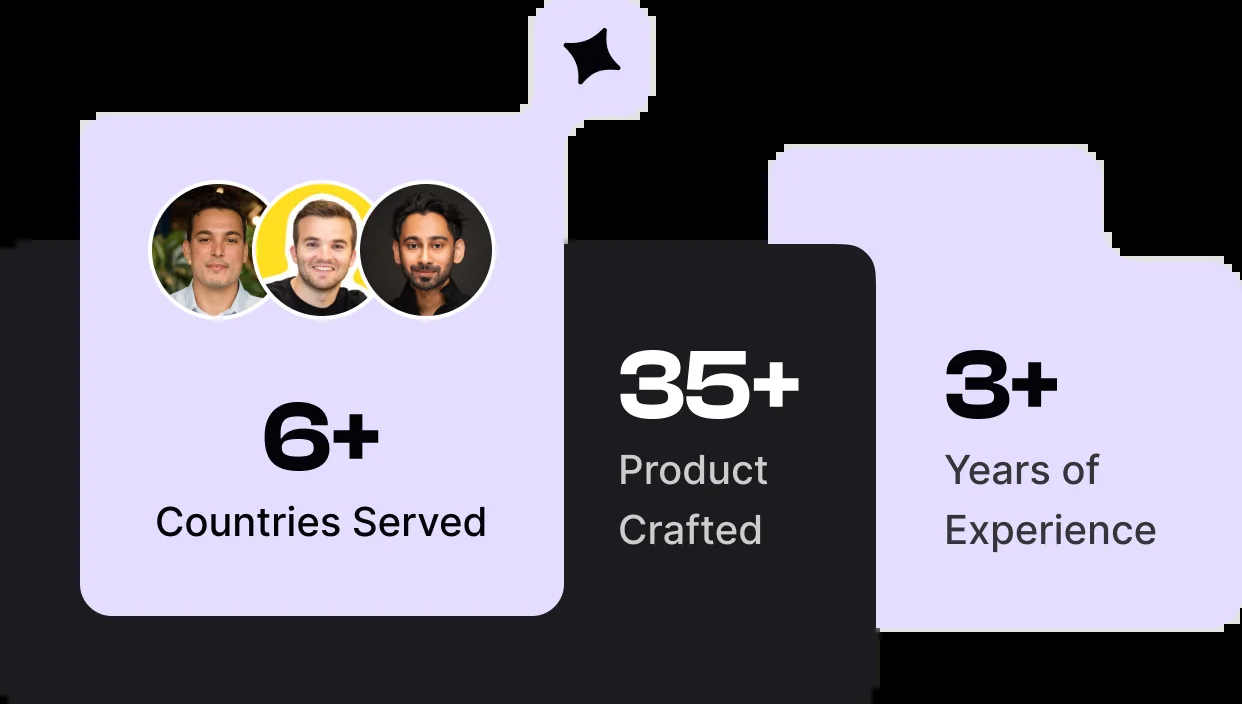 6+
Countries Served
35+
Product
Crafted
3+
Years of
Experience